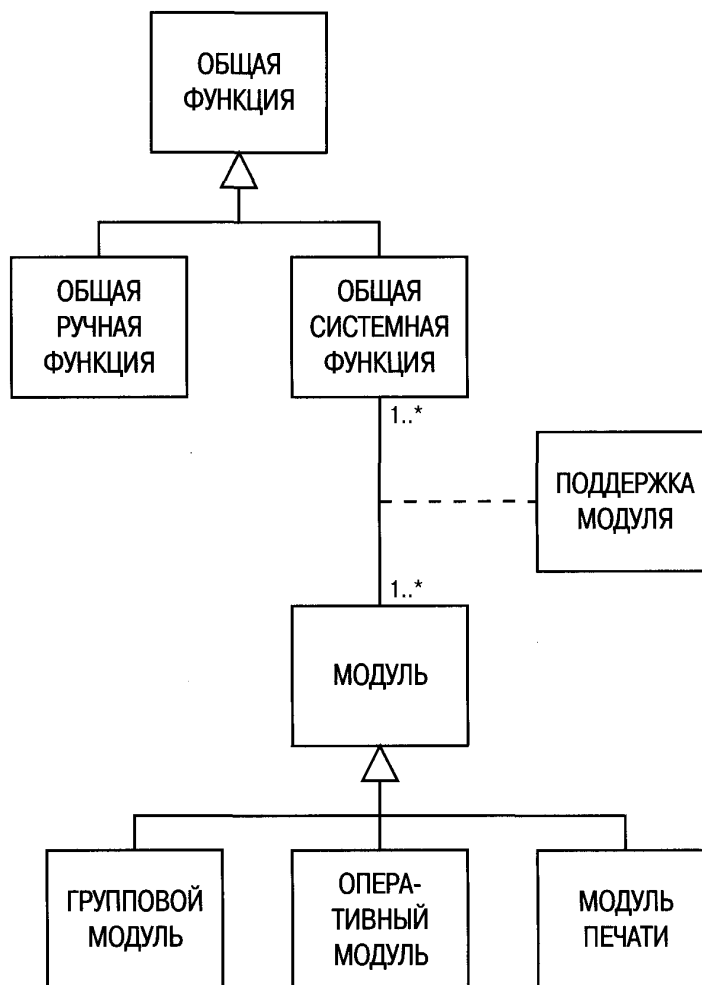 ОБЩАЯ
ФУНКЦИЯ
ОБЩАЯ
РУЧНАЯ
ФУНКЦИЯ
ОБЩАЯ
СИСТЕМНАЯ
ФУНКЦИЯ
1..*
ПОДДЕРЖКА
МОДУЛЯ
1..*
МОДУЛЬ
ГРУППОВОЙ
МОДУЛЬ
ОПЕРА-
ТИВНЫЙ
МОДУЛЬ
МОДУЛЬ
ПЕЧАТИ